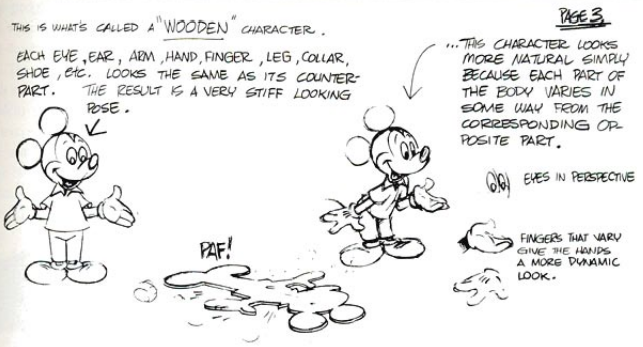 PAGE 3
THIS IS WHAT'S CALLED A "WOODEN" CHARACTER.
EACH EYE, EAR, ARM, HAND, FINGER, LEG, COLLAR,
SHOE, ETC. LOOKS THE SAME AS ITS COUNTER-
PART. THE RESULT IS A VERY STIFF LOOKING
POSE.
...THIS CHARACTER LOOKS
MORE NATURAL SIMPLY
BECAUSE EACH PART OF
THE BODY VARIES IN
SOME WAY FROM THE
CORRESPONDING OP-
POSITE PART.
EYES IN PERSPECTIVE
PAF!
FINGERS THAT VARY
GIVE THE HANDS
A MORE DYNAMIC
LOOK.